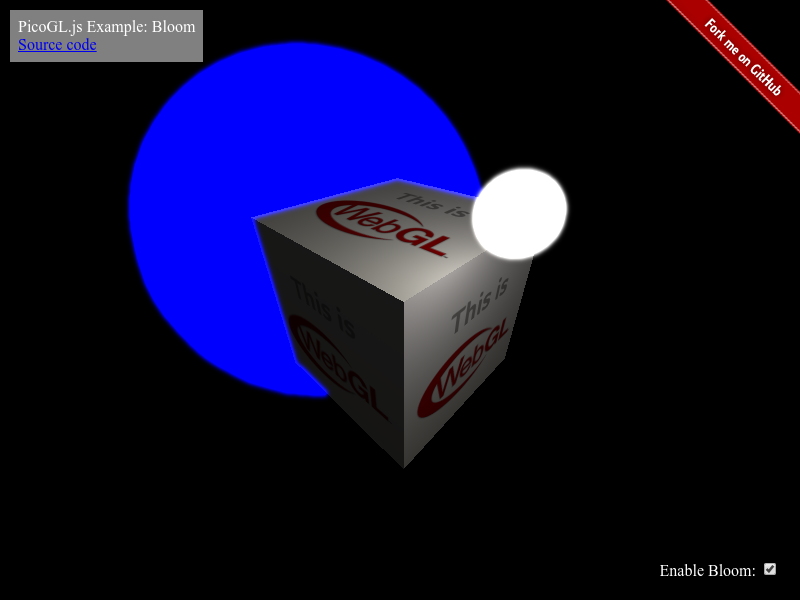 PicoGL.js Example: Bloom
Source code
Fork me on GitHub
This is
WebGL
This is
WebGL
This is
WebGL
Enable Bloom: